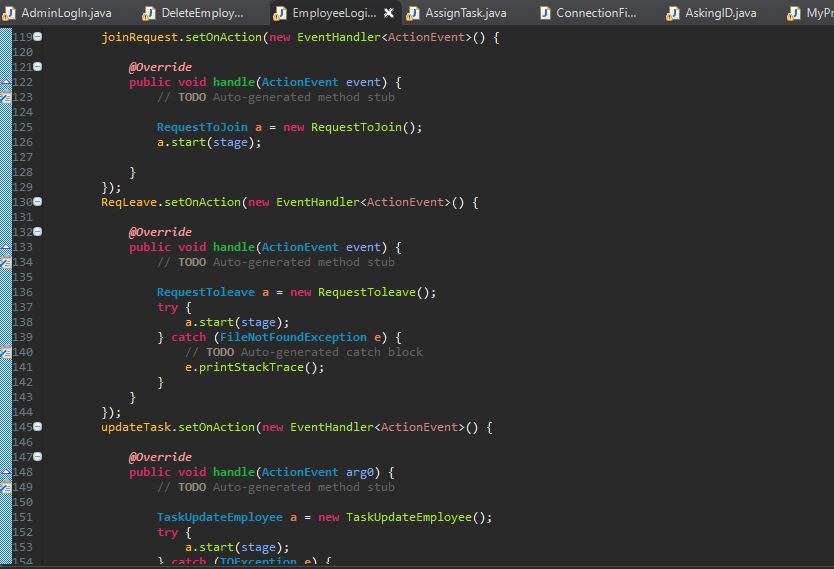 AdminLogIn.java DeleteEmploy... EmployeeLogi... AssignTask.java ConnectionFi... AskingID.java MyPr
119 joinRequest.setOnAction(new EventHandler<ActionEvent>() {
120
121 @Override
122 public void handle(ActionEvent event) {
123 // TODO Auto-generated method stub
124
125 RequestToJoin a = new RequestToJoin();
126 a.start(stage);
127
128 }
129 });
130 ReqLeave.setOnAction(new EventHandler<ActionEvent>() {
131
132 @Override
133 public void handle(ActionEvent event) {
134 // TODO Auto-generated method stub
135
136 RequestToleave a = new RequestToleave();
137 try {
138 a.start(stage);
139 } catch (FileNotFoundException e) {
140 // TODO Auto-generated catch block
141 e.printStackTrace();
142 }
143 }
144 });
145 updateTask.setOnAction(new EventHandler<ActionEvent>() {
146
147 @Override
148 public void handle(ActionEvent arg0) {
149 // TODO Auto-generated method stub
150
151 TaskUpdateEmployee a = new TaskUpdateEmployee();
152 try {
153 a.start(stage);
154 } catch (IOException e) {